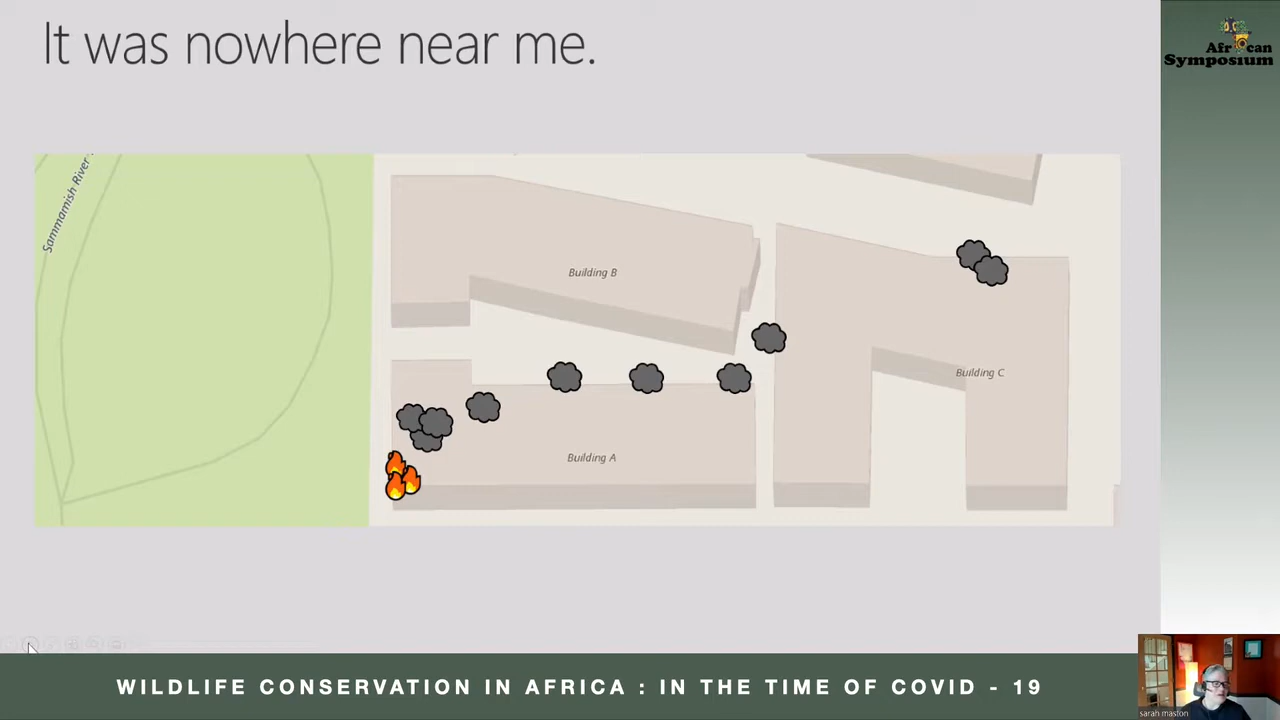 It was nowhere near me.
African
Symposium
Sammamish River
Building B
Building C
Building A
WILDLIFE CONSERVATION IN AFRICA : IN THE TIME OF COVID - 19
sarah maston